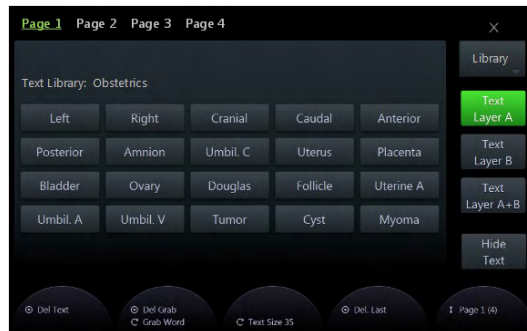 Page 1 Page 2 Page 3 Page 4 X
Library
Text Library: Obstetrics
Text Layer A
Left Right Cranial Caudal Anterior
Text Layer B
Posterior Amnion Umbil. C Uterus Placenta
Text Layer A+B
Bladder Ovary Douglas Follicle Uterine A
Umbil. A Umbil. V Tumor Cyst Myoma
Hide Text
Del Text Del Grab Del. Last Page 1 (4)
Grab Word Text Size 35